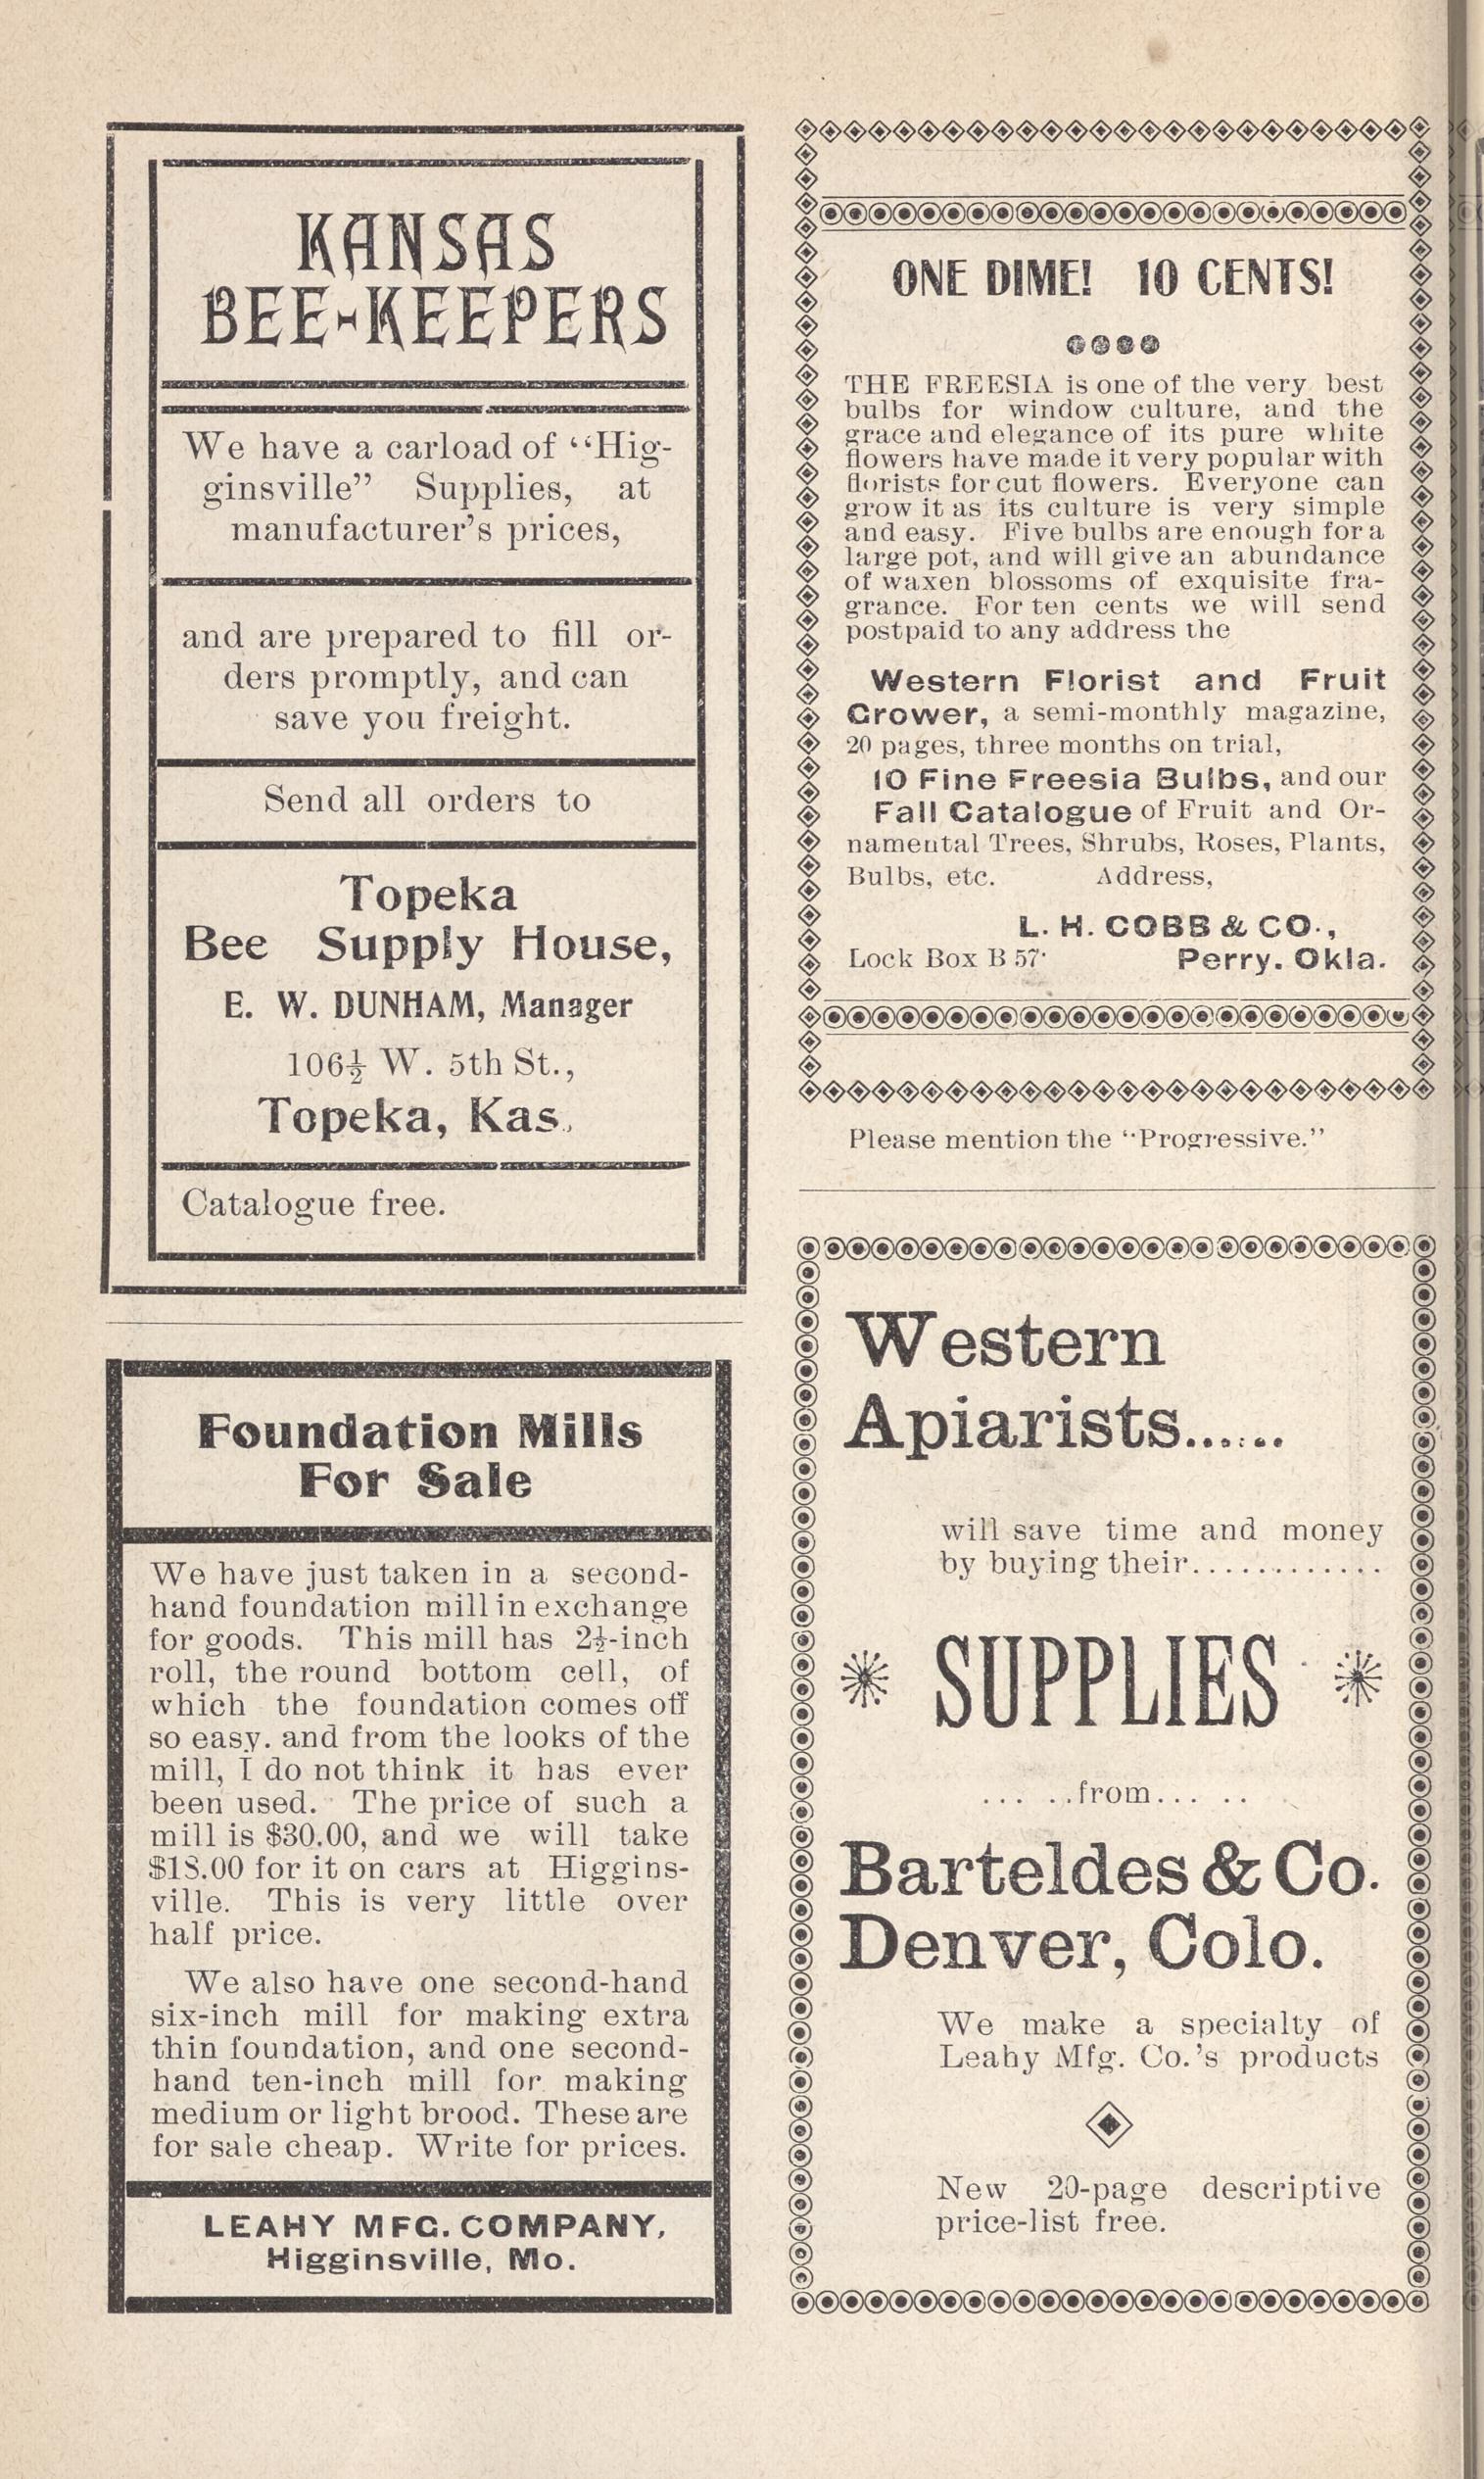 KANSAS
BEE-KEEPERS
We have a carload of "Hig-
ginsville" Supplies, at
manufacturer's prices,
and are prepared to fill or-
ders promptly, and can
save you freight.
Send all orders to
Topeka
Bee Supply House,
E. W. DUNHAM, Manager
106½ W. 5th St.,
Topeka, Kas.,
Catalogue free.
Foundation Mills
For Sale
We have just taken in a second-
hand foundation mill in exchange
for goods. This mill has 2½-inch
roll, the round bottom cell, of
which the foundation comes off
so easy. and from the looks of the
mill, I do not think it has ever
been used. The price of such a
mill is $30.00, and we will take
$18.00 for it on cars at Higgins-
ville. This is very little over
half price.
We also have one second-hand
six-inch mill for making extra
thin foundation, and one second-
hand ten-inch mill for making
medium or light brood. These are
for sale cheap. Write for prices.
LEAHY MFG. COMPANY,
Higginsville, Mo.
ONE DIME! 10 CENTS!
THE FREESIA is one of the very best
bulbs for window culture, and the
grace and elegance of its pure white
flowers have made it very popular with
florists for cut flowers. Everyone can
grow it as its culture is very simple
and easy. Five bulbs are enough for a
large pot, and will give an abundance
of waxen blossoms of exquisite fra-
grance. For ten cents we will send
postpaid to any address the
Western Florist and Fruit
Grower, a semi-monthly magazine,
20 pages, three months on trial,
10 Fine Freesia Bulbs, and our
Fall Catalogue of Fruit and Or-
namental Trees, Shrubs, Roses, Plants,
Bulbs, etc. Address,
L. H. COBB & CO.,
Lock Box B 57. Perry. Okla.
Please mention the "Progressive."
Western
Apiarists......
will save time and money
by buying their............
SUPPLIES
... ..from... ..
Barteldes & Co.
Denver, Colo.
We make a specialty of
Leahy Mfg. Co.'s products
New 20-page descriptive
price-list free.